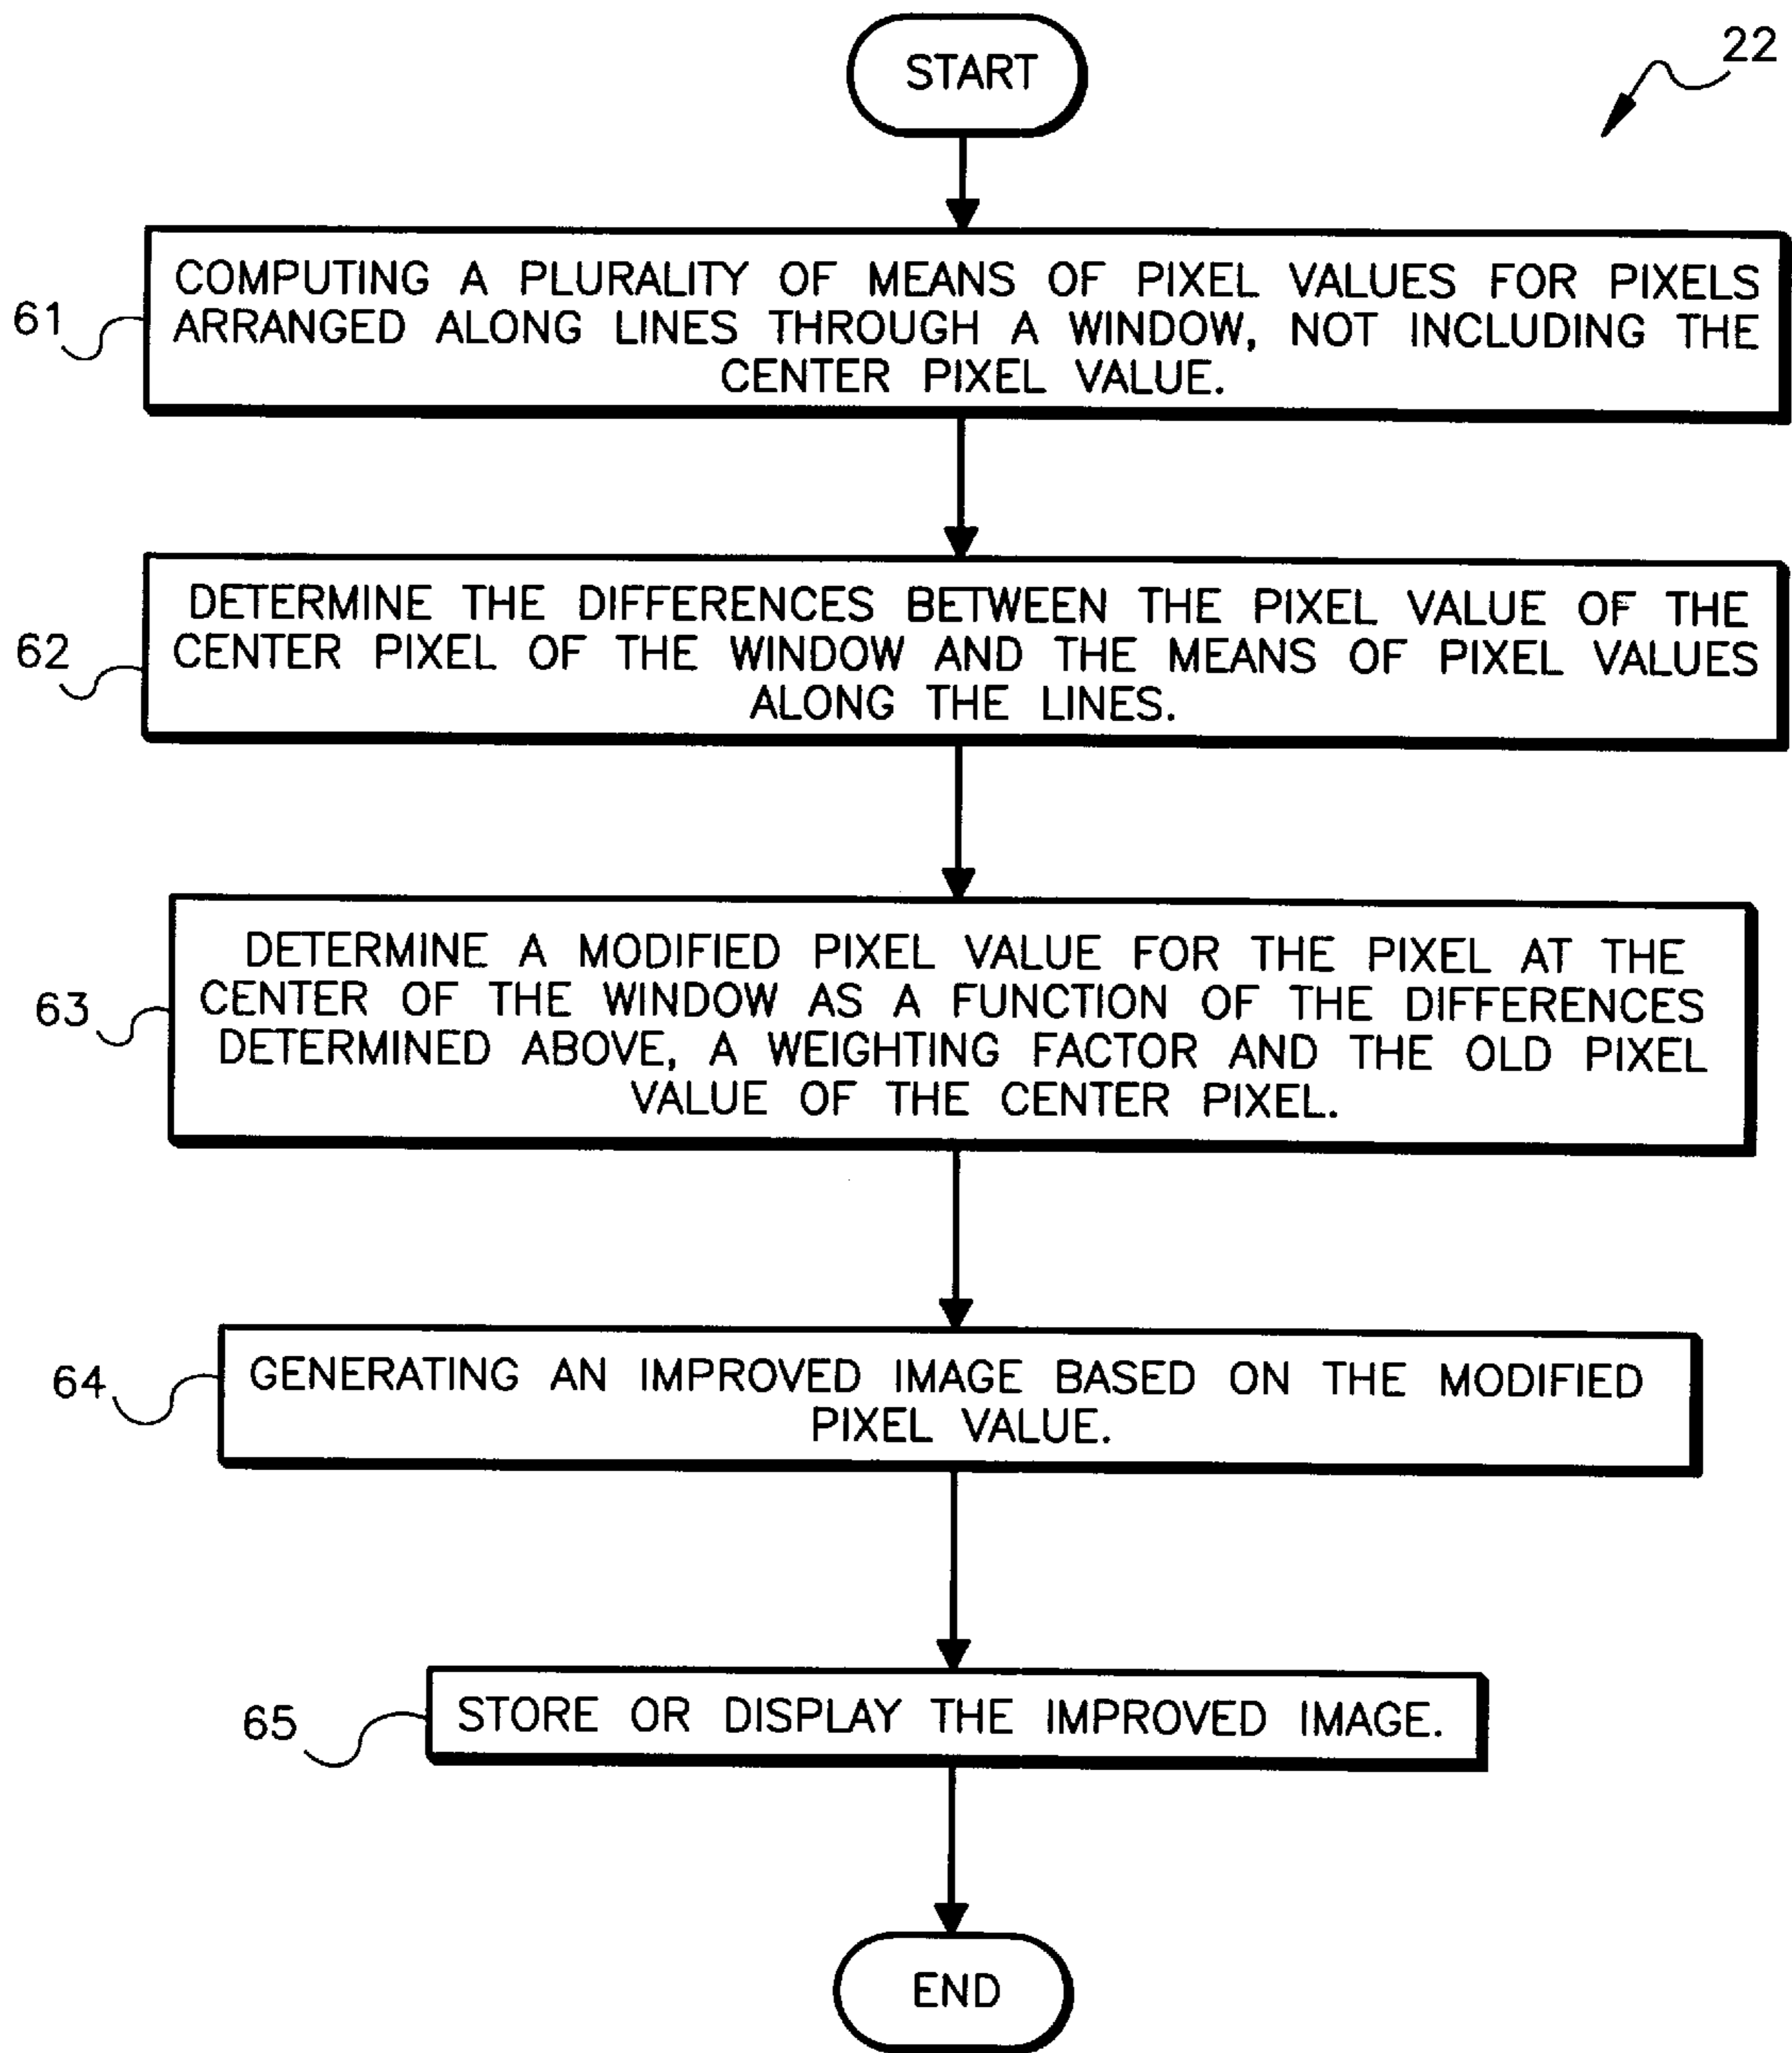 START
22
61
COMPUTING A PLURALITY OF MEANS OF PIXEL VALUES FOR PIXELS
ARRANGED ALONG LINES THROUGH A WINDOW, NOT INCLUDING THE
CENTER PIXEL VALUE.
62
DETERMINE THE DIFFERENCES BETWEEN THE PIXEL VALUE OF THE
CENTER PIXEL OF THE WINDOW AND THE MEANS OF PIXEL VALUES
ALONG THE LINES.
63
DETERMINE A MODIFIED PIXEL VALUE FOR THE PIXEL AT THE
CENTER OF THE WINDOW AS A FUNCTION OF THE DIFFERENCES
DETERMINED ABOVE, A WEIGHTING FACTOR AND THE OLD PIXEL
VALUE OF THE CENTER PIXEL.
64
GENERATING AN IMPROVED IMAGE BASED ON THE MODIFIED
PIXEL VALUE.
65
STORE OR DISPLAY THE IMPROVED IMAGE.
END